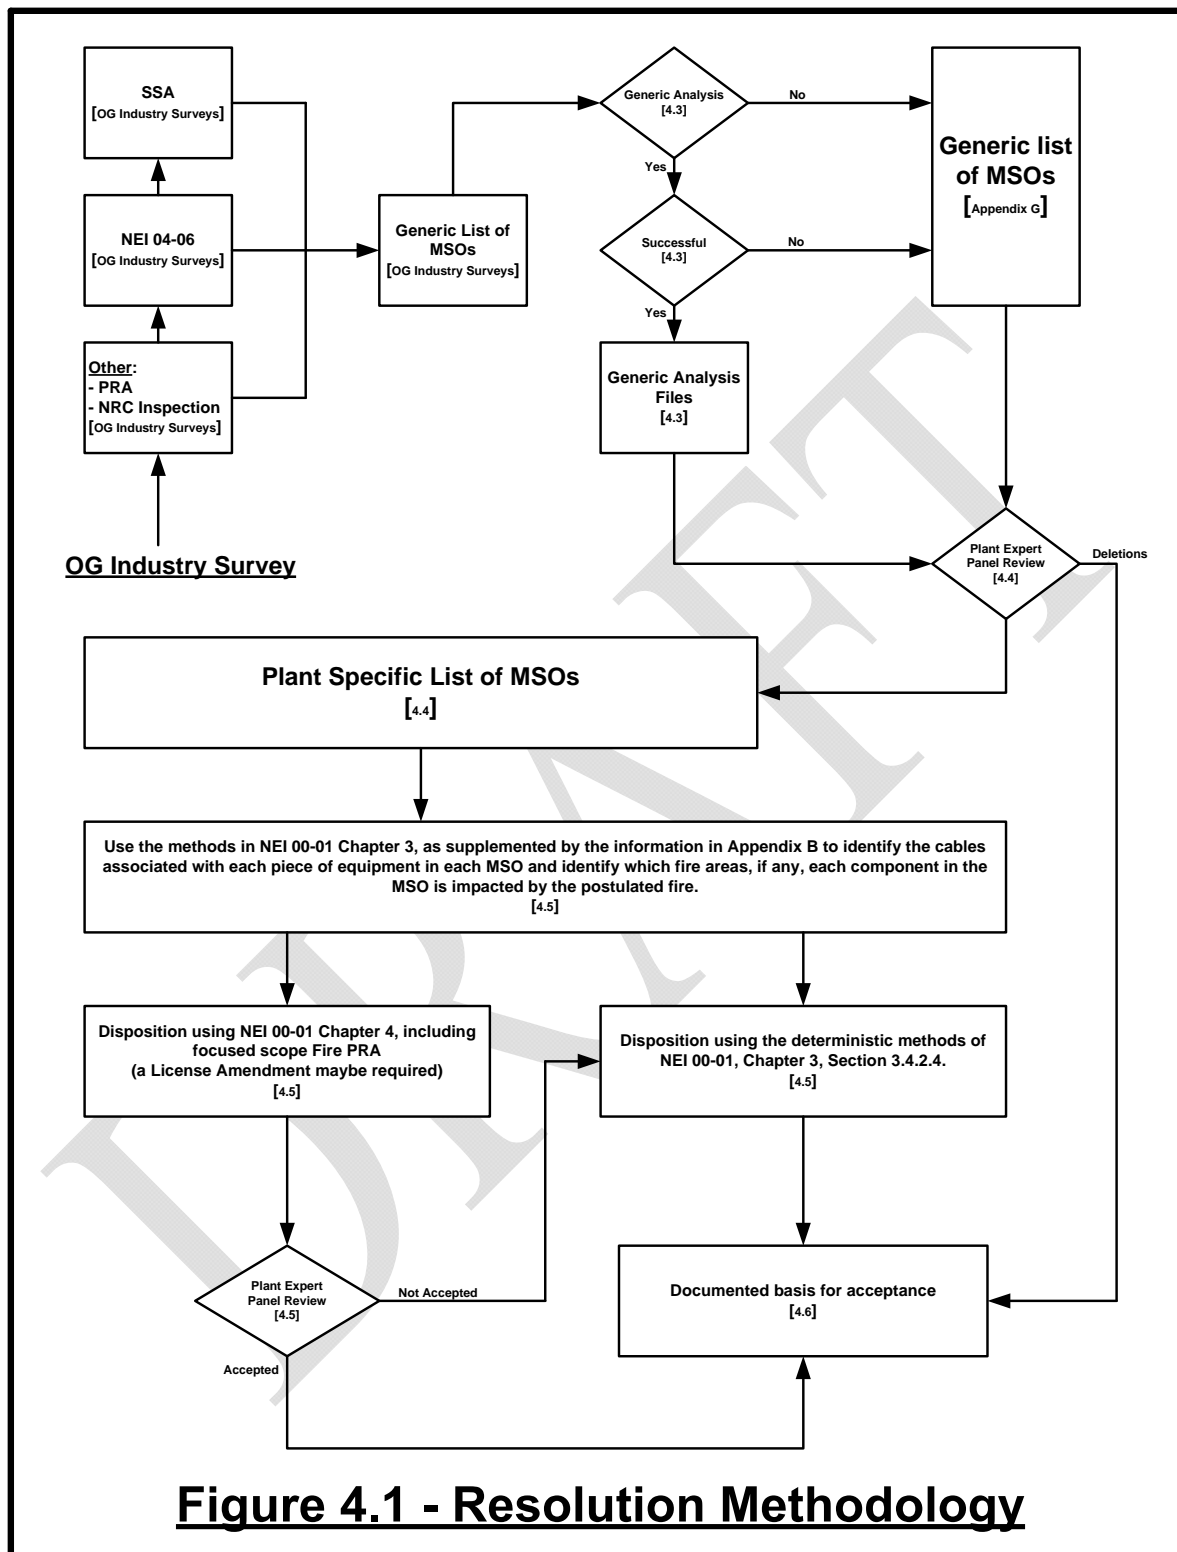 SSA
[OG Industry Surveys]
NEI 04-06
[OG Industry Surveys]
Other:
- PRA
- NRC Inspection
[OG Industry Surveys]
OG Industry Survey
Generic List of
MSOs
[OG Industry Surveys]
Generic Analysis
[4.3]
No
Yes
Successful
[4.3]
No
Yes
Generic Analysis
Files
[4.3]
Generic list
of MSOs
[Appendix G]
Plant Expert
Panel Review
[4.4]
Deletions
Plant Specific List of MSOs
[4.4]
Use the methods in NEI 00-01 Chapter 3, as supplemented by the information in Appendix B to identify the cables
associated with each piece of equipment in each MSO and identify which fire areas, if any, each component in the
MSO is impacted by the postulated fire.
[4.5]
Disposition using NEI 00-01 Chapter 4, including
focused scope Fire PRA
(a License Amendment maybe required)
[4.5]
Disposition using the deterministic methods of
NEI 00-01, Chapter 3, Section 3.4.2.4.
[4.5]
Plant Expert
Panel Review
[4.5]
Not Accepted
Accepted
Documented basis for acceptance
[4.6]
DRAFT
Figure 4.1 - Resolution Methodology